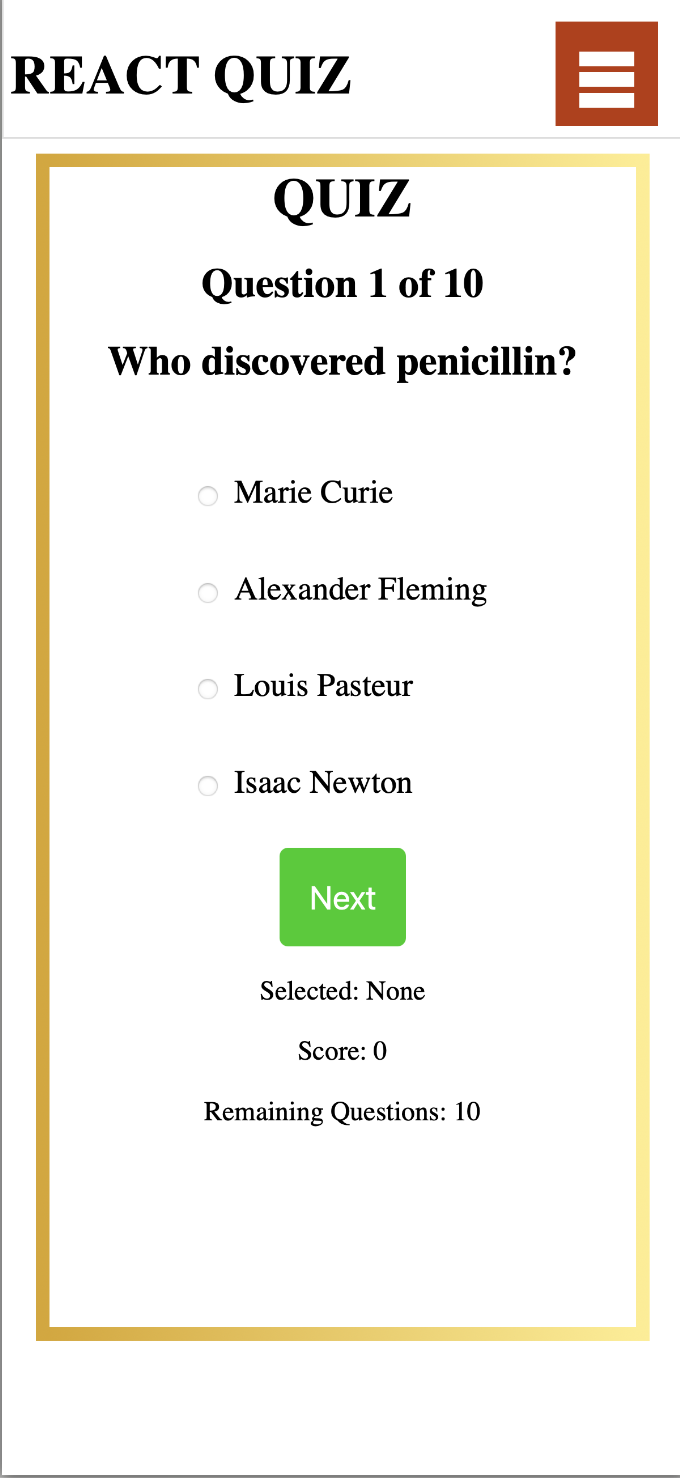 REACT QUIZ
QUIZ
Question 1 of 10
Who discovered penicillin?
Marie Curie
Alexander Fleming
Louis Pasteur
Isaac Newton
Next
Selected: None
Score: 0
Remaining Questions: 10